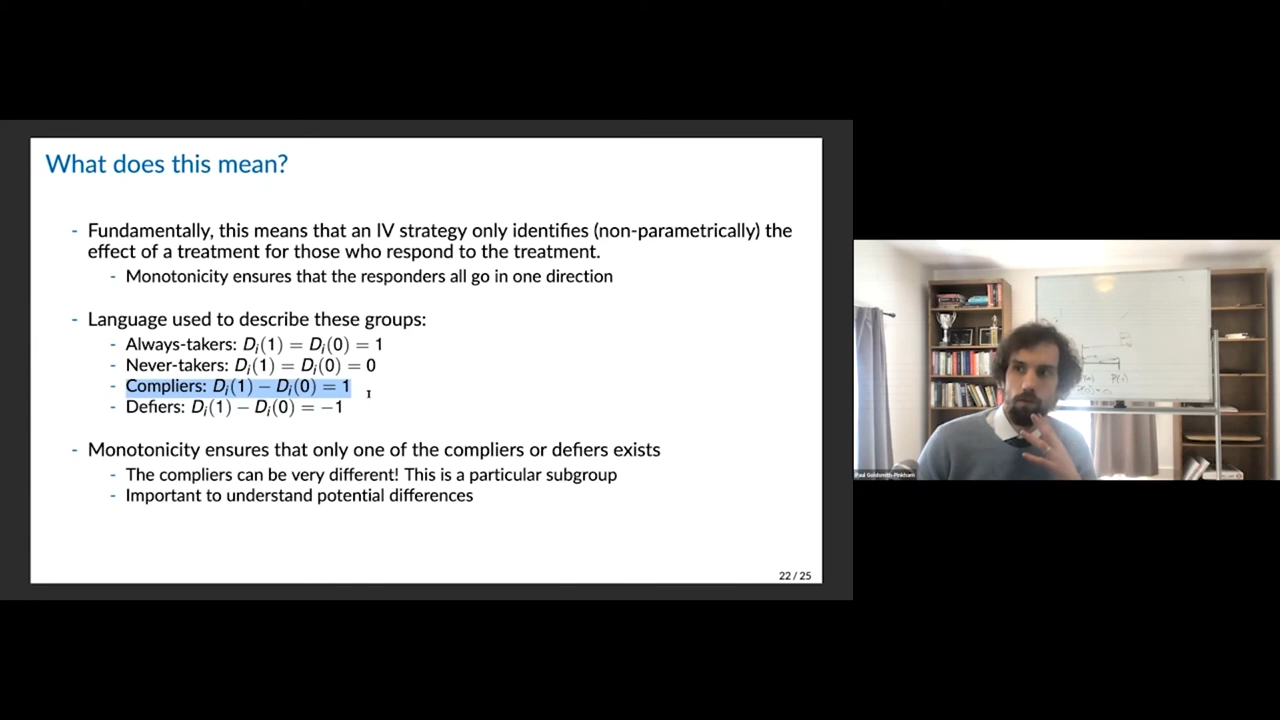 What does this mean?
- Fundamentally, this means that an IV strategy only identifies (non-parametrically) the
effect of a treatment for those who respond to the treatment.
- Monotonicity ensures that the responders all go in one direction
- Language used to describe these groups:
- Always-takers: Dᵢ(1) = Dᵢ(0) = 1
- Never-takers: Dᵢ(1) = Dᵢ(0) = 0
- Compliers: Dᵢ(1) − Dᵢ(0) = 1
- Defiers: Dᵢ(1) − Dᵢ(0) = −1
- Monotonicity ensures that only one of the compliers or defiers exists
- The compliers can be very different! This is a particular subgroup
- Important to understand potential differences
22 / 25
Paul Goldsmith-Pinkham